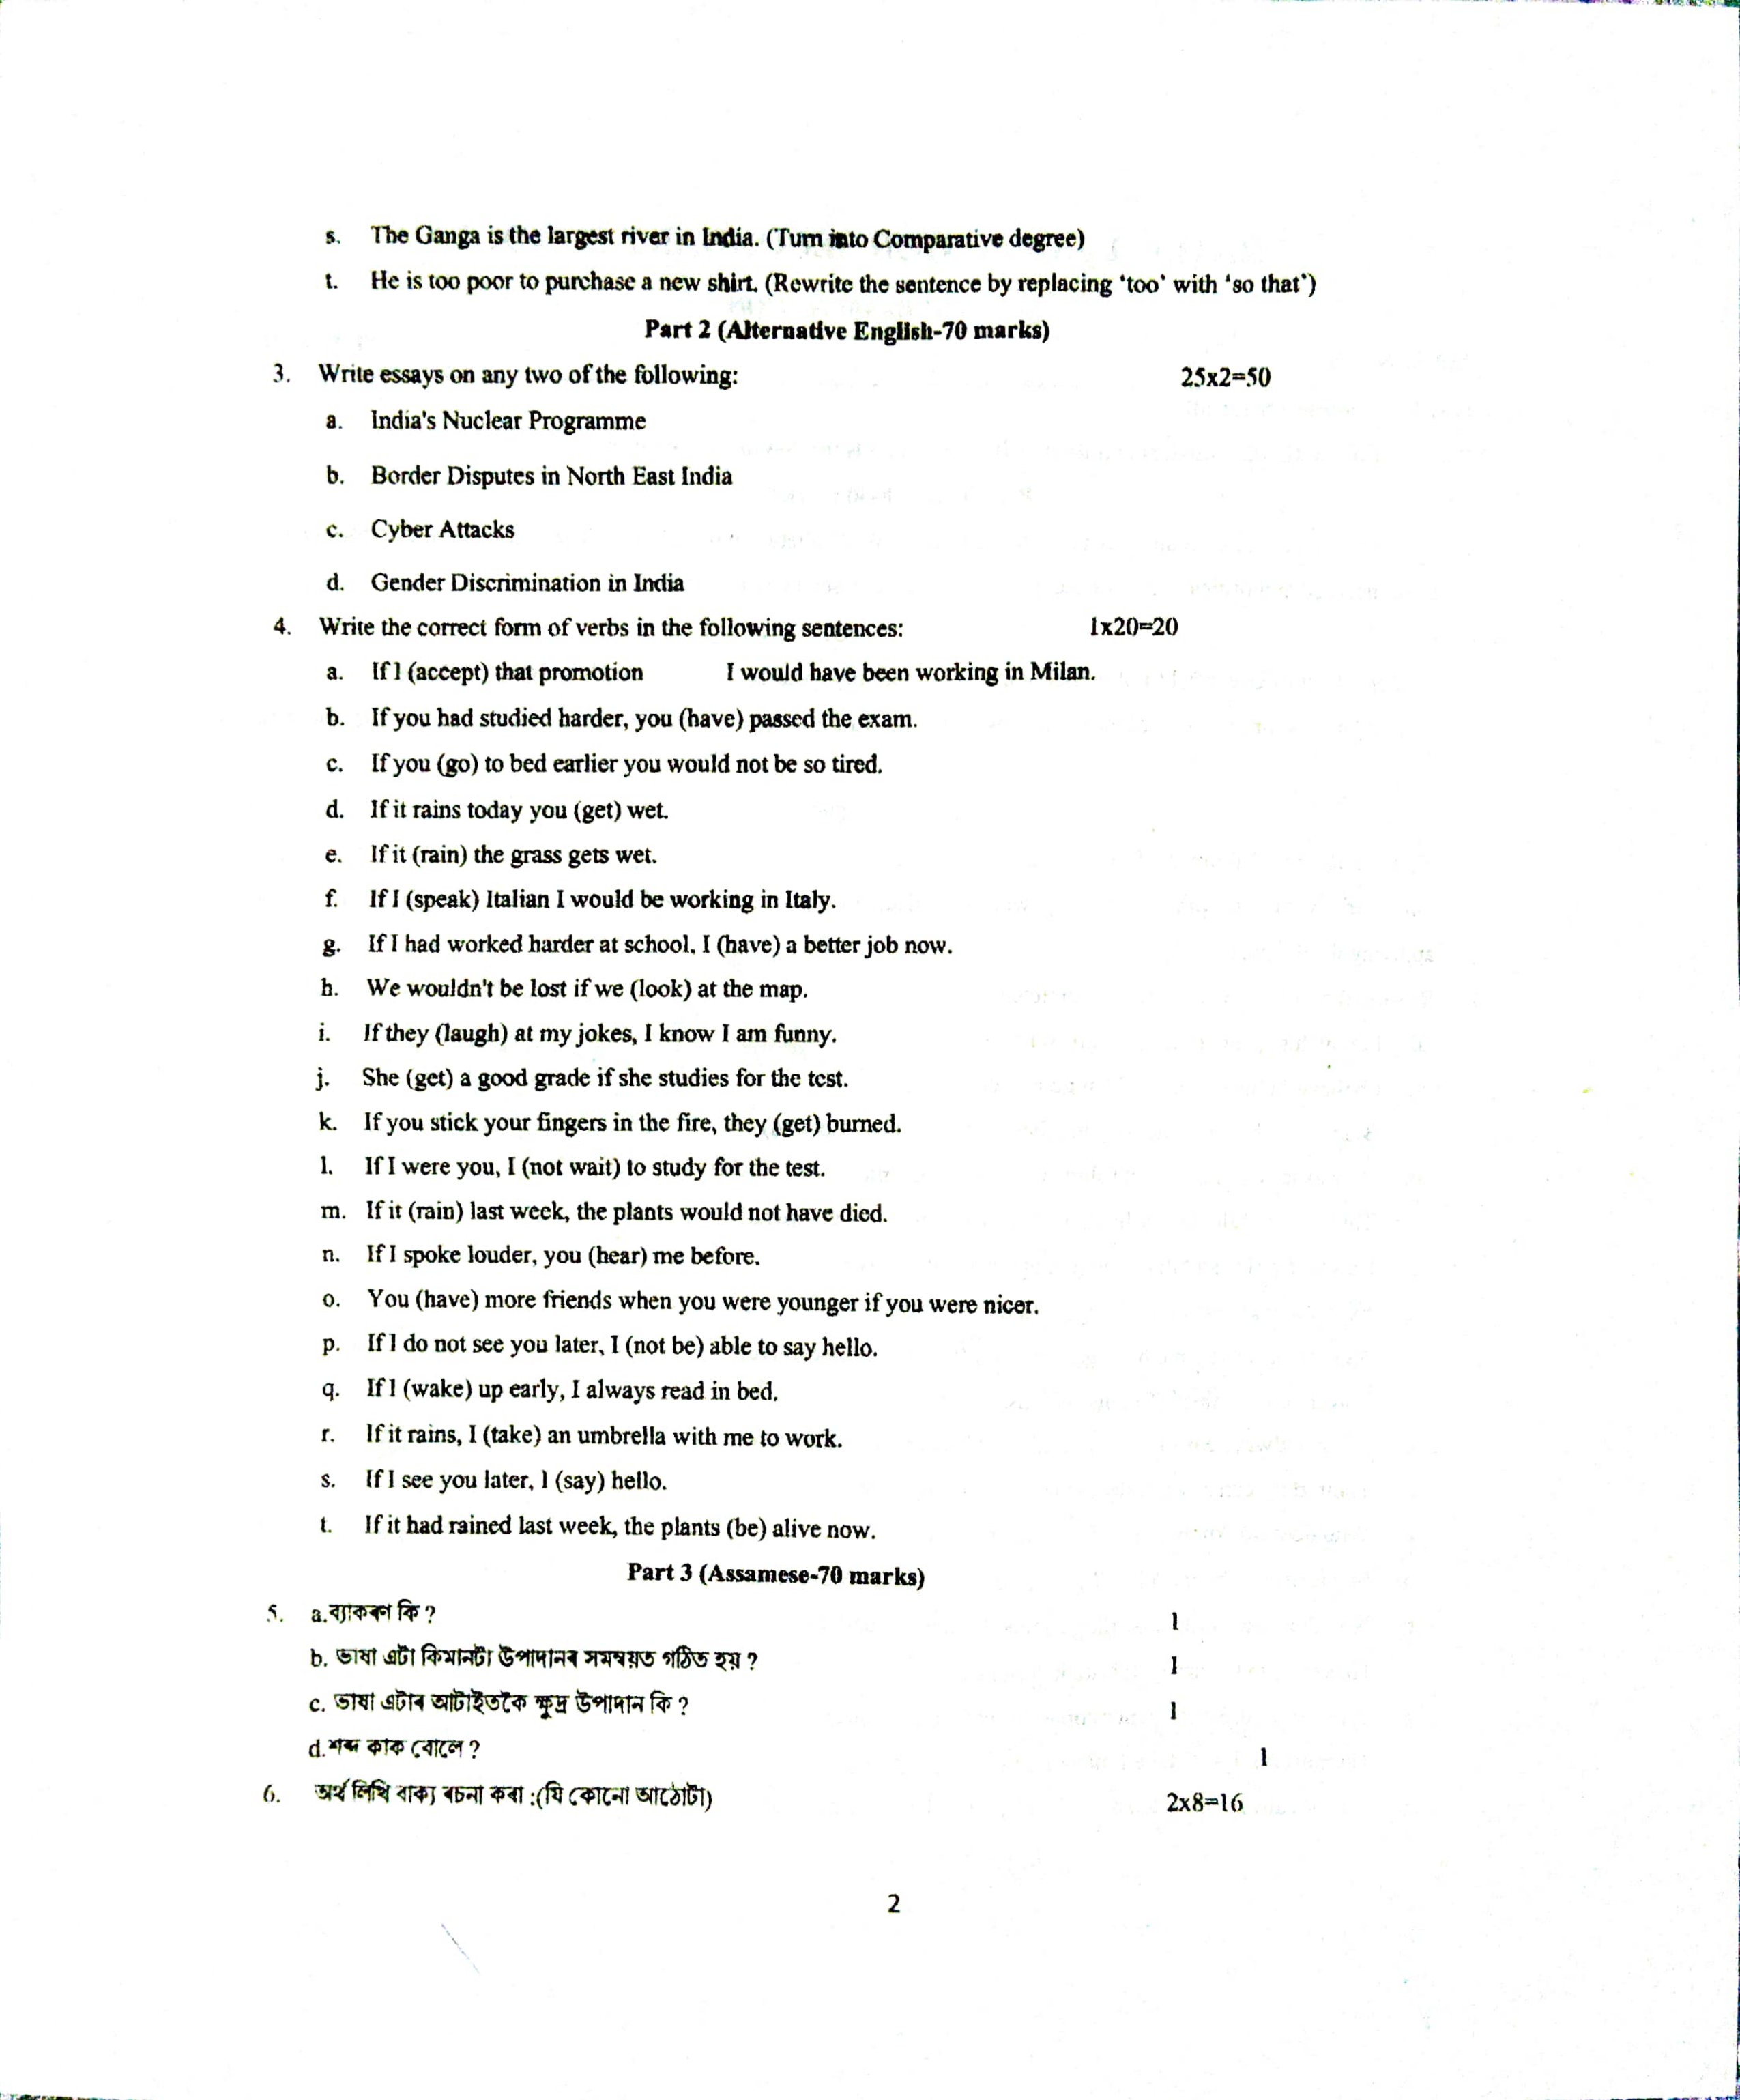 s. The Ganga is the largest river in India. (Turn into Comparative degree)
t. He is too poor to purchase a new shirt. (Rewrite the sentence by replacing ‘too’ with ‘so that’)
Part 2 (Alternative English-70 marks)
3. Write essays on any two of the following: 25x2=50
a. India's Nuclear Programme
b. Border Disputes in North East India
c. Cyber Attacks
d. Gender Discrimination in India
4. Write the correct form of verbs in the following sentences: 1x20=20
a. If I (accept) that promotion I would have been working in Milan.
b. If you had studied harder, you (have) passed the exam.
c. If you (go) to bed earlier you would not be so tired.
d. If it rains today you (get) wet.
e. If it (rain) the grass gets wet.
f. If I (speak) Italian I would be working in Italy.
g. If I had worked harder at school, I (have) a better job now.
h. We wouldn't be lost if we (look) at the map.
i. If they (laugh) at my jokes, I know I am funny.
j. She (get) a good grade if she studies for the test.
k. If you stick your fingers in the fire, they (get) burned.
l. If I were you, I (not wait) to study for the test.
m. If it (rain) last week, the plants would not have died.
n. If I spoke louder, you (hear) me before.
o. You (have) more friends when you were younger if you were nicer.
p. If I do not see you later, I (not be) able to say hello.
q. If I (wake) up early, I always read in bed.
r. If it rains, I (take) an umbrella with me to work.
s. If I see you later, I (say) hello.
t. If it had rained last week, the plants (be) alive now.
Part 3 (Assamese-70 marks)
5. a.ব্যাকৰণ কি ? 1
b. ভাষা এটা কিমানটা উপাদানৰ সমন্বয়ত গঠিত হয় ? 1
c. ভাষা এটাৰ আটাইতকৈ ক্ষুদ্ৰ উপাদান কি ? 1
d.শব্দ কাক বোলে ? 1
6. অৰ্থ লিখি বাক্য ৰচনা কৰা :(যি কোনো আঠোটা) 2x8=16
2